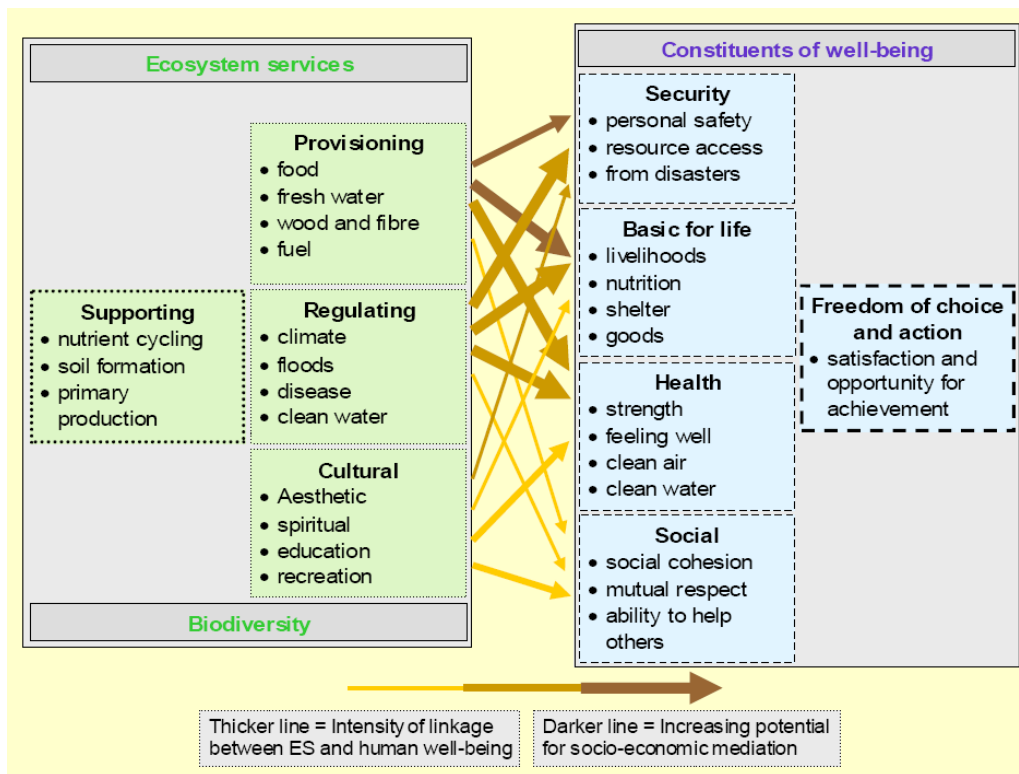 Ecosystem services
Provisioning
• food
• fresh water
• wood and fibre
• fuel
Supporting
• nutrient cycling
• soil formation
• primary
production
Regulating
• climate
• floods
• disease
• clean water
Cultural
• Aesthetic
• spiritual
• education
• recreation
Biodiversity
Constituents of well-being
Security
• personal safety
• resource access
• from disasters
Basic for life
• livelihoods
• nutrition
• shelter
• goods
Health
• strength
• feeling well
• clean air
• clean water
Social
• social cohesion
• mutual respect
• ability to help
others
Freedom of choice
and action
• satisfaction and
opportunity for
achievement
Thicker line = Intensity of linkage
between ES and human well-being
Darker line = Increasing potential
for socio-economic mediation